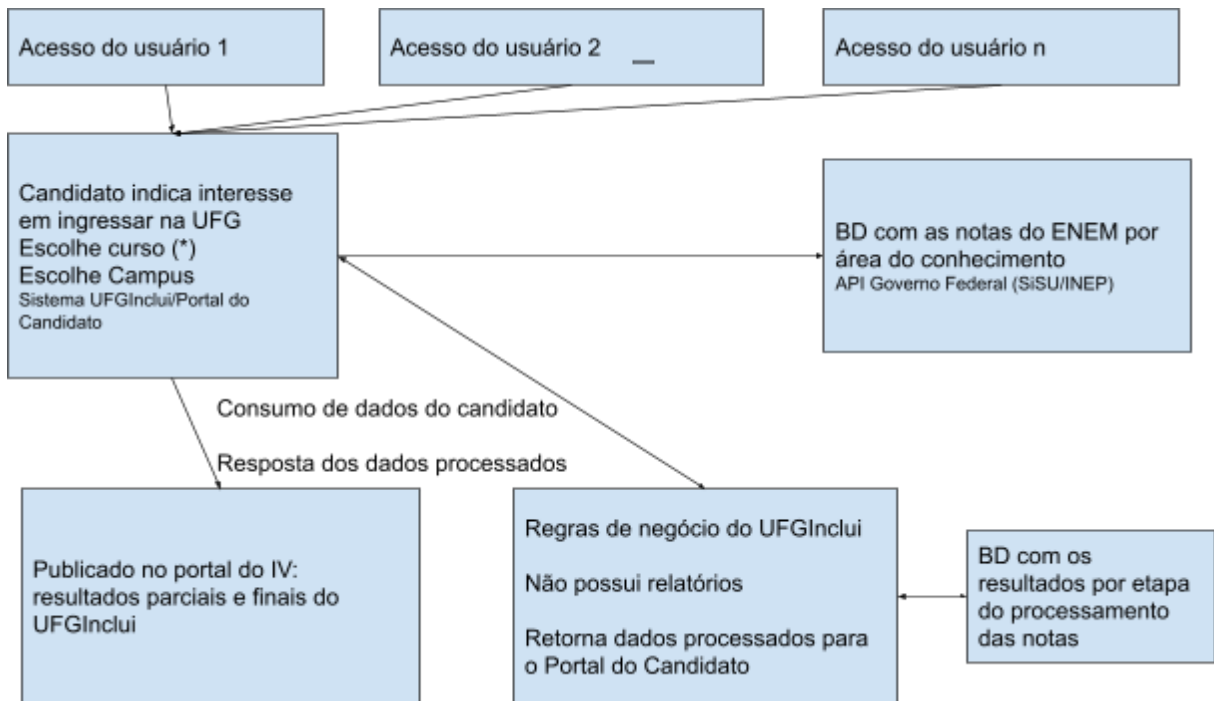 Acesso do usuário 1
Acesso do usuário 2
Acesso do usuário n
Candidato indica interesse
em ingressar na UFG
Escolhe curso (*)
Escolhe Campus
Sistema UFGInclui/Portal do
Candidato
BD com as notas do ENEM por
área do conhecimento
API Governo Federal (SiSU/INEP)
Consumo de dados do candidato
Resposta dos dados processados
Publicado no portal do IV:
resultados parciais e finais do
UFGInclui
Regras de negócio do UFGInclui
Não possui relatórios
Retorna dados processados para
o Portal do Candidato
BD com os
resultados por etapa
do processamento
das notas